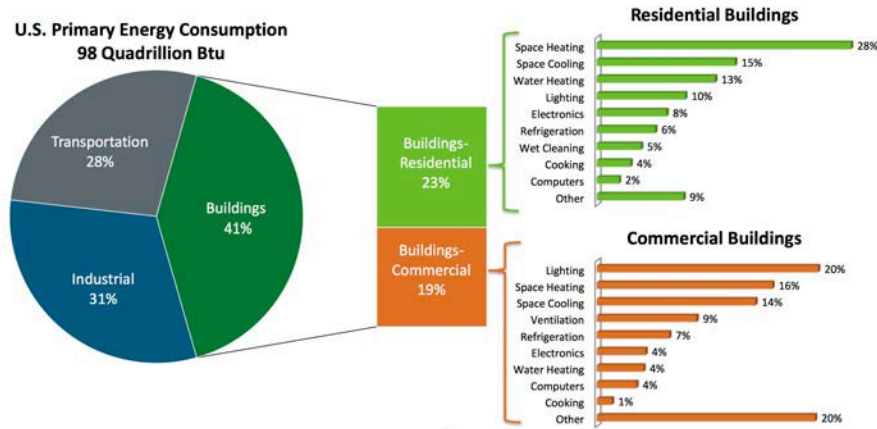 U.S. Primary Energy Consumption
98 Quadrillion Btu
Transportation
28%
Buildings
41%
Industrial
31%
Buildings-
Residential
23%
Buildings-
Commercial
19%
Residential Buildings
Space Heating 28%
Space Cooling 15%
Water Heating 13%
Lighting 10%
Electronics 8%
Refrigeration 6%
Wet Cleaning 5%
Cooking 4%
Computers 2%
Other 9%
Commercial Buildings
Lighting 20%
Space Heating 16%
Space Cooling 14%
Ventilation 9%
Refrigeration 7%
Electronics 4%
Water Heating 4%
Computers 4%
Cooking 1%
Other 20%